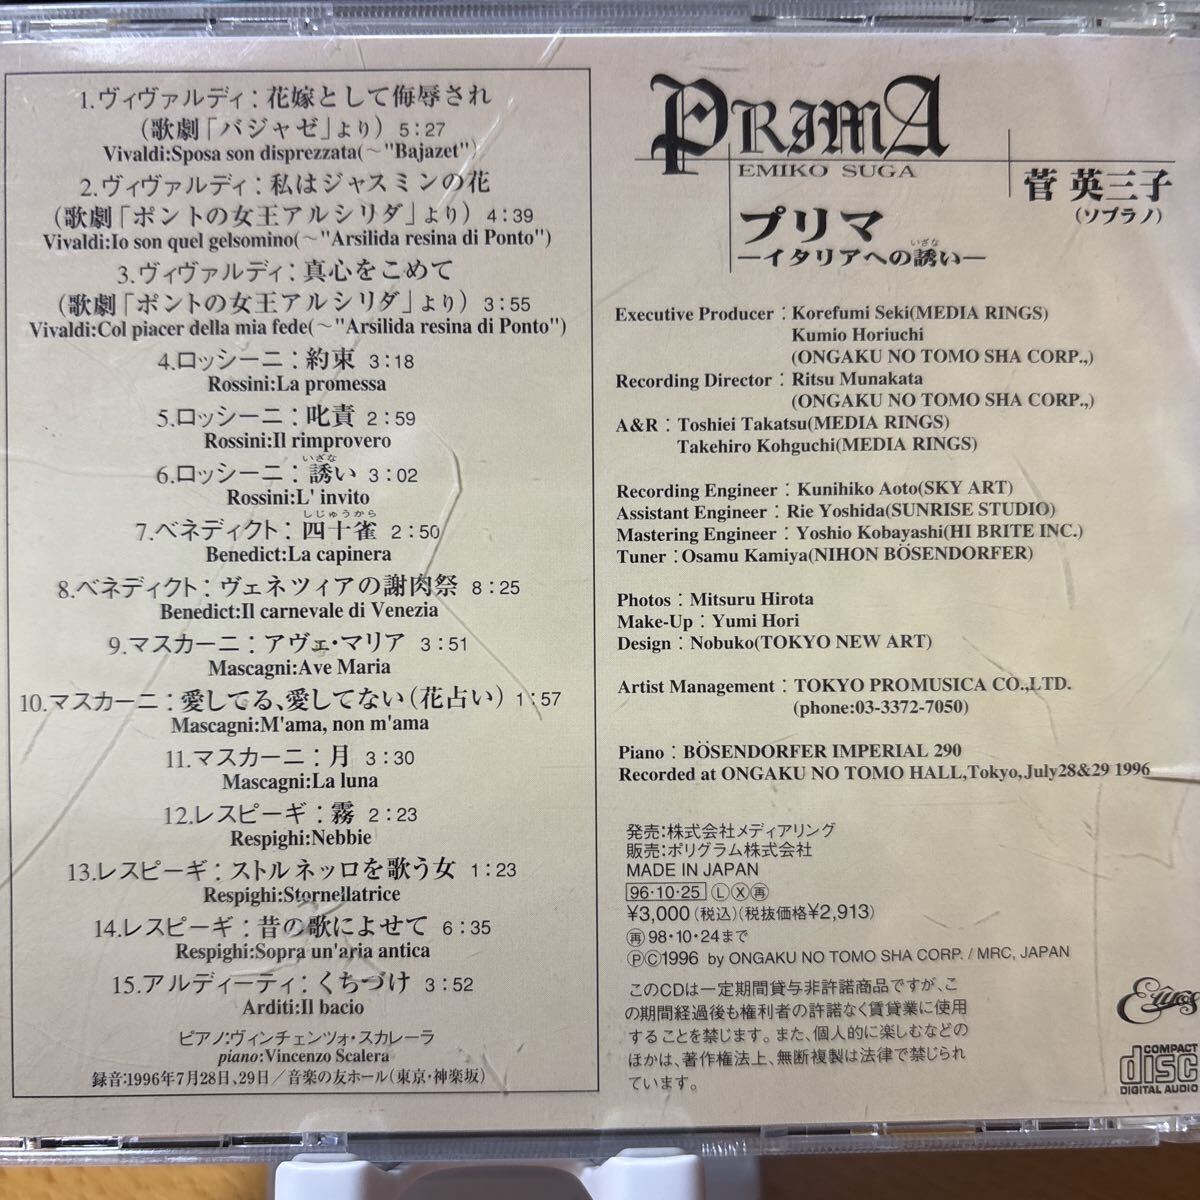 1.ヴィヴァルディ：花嫁として侮辱され
(歌劇「バジャゼ」より) 5：27
Vivaldi:Sposa son disprezzata(～"Bajazet")
2.ヴィヴァルディ：私はジャスミンの花
(歌劇「ポントの女王アルシリダ」より) 4：39
Vivaldi:Io son quel gelsomino(～"Arsilida resina di Ponto")
3.ヴィヴァルディ：真心をこめて
(歌劇「ポントの女王アルシリダ」より) 3：55
Vivaldi:Col piacer della mia fede(～"Arsilida resina di Ponto")
4.ロッシーニ：約束 3：18
Rossini:La promessa
5.ロッシーニ：叱責 2：59
Rossini:Il rimprovero
いざな
6.ロッシーニ：誘い 3：02
Rossini:L' invito
しじゅうから
7.ベネディクト：四十雀 2：50
Benedict:La capinera
8.ベネディクト：ヴェネツィアの謝肉祭 8：25
Benedict:Il carnevale di Venezia
9.マスカーニ：アヴェ・マリア 3：51
Mascagni:Ave Maria
10.マスカーニ：愛してる、愛してない(花占い) 1：57
Mascagni:M'ama, non m'ama
11.マスカーニ：月 3：30
Mascagni:La luna
12.レスピーギ：霧 2：23
Respighi:Nebbie
13.レスピーギ：ストルネッロを歌う女 1：23
Respighi:Stornellatrice
14.レスピーギ：昔の歌によせて 6：35
Respighi:Sopra un'aria antica
15.アルディーティ：くちづけ 3：52
Arditi:Il bacio
ピアノ:ヴィンチェンツォ・スカレーラ
piano:Vincenzo Scalera
録音:1996年7月28日、29日／音楽の友ホール(東京・神楽坂)
PRIMA
EMIKO SUGA
菅 英三子
(ソプラノ)
プリマ
いざな
ーイタリアへの誘いー
Executive Producer：Korefumi Seki(MEDIA RINGS)
Kumio Horiuchi
(ONGAKU NO TOMO SHA CORP.,)
Recording Director：Ritsu Munakata
(ONGAKU NO TOMO SHA CORP.,)
A&R：Toshiei Takatsu(MEDIA RINGS)
Takehiro Kohguchi(MEDIA RINGS)
Recording Engineer：Kunihiko Aoto(SKY ART)
Assistant Engineer：Rie Yoshida(SUNRISE STUDIO)
Mastering Engineer：Yoshio Kobayashi(HI BRITE INC.)
Tuner：Osamu Kamiya(NIHON BÖSENDORFER)
Photos：Mitsuru Hirota
Make-Up：Yumi Hori
Design：Nobuko(TOKYO NEW ART)
Artist Management：TOKYO PROMUSICA CO.,LTD.
(phone:03-3372-7050)
Piano：BÖSENDORFER IMPERIAL 290
Recorded at ONGAKU NO TOMO HALL,Tokyo,July28&29 1996
発売：株式会社メディアリング
販売：ポリグラム株式会社
MADE IN JAPAN
96・10・25 Ⓛ Ⓧ ㊢再
¥3,000(税込)(税抜価格¥2,913)
再 98・10・24まで
ⓅⒸ1996 by ONGAKU NO TOMO SHA CORP. / MRC, JAPAN
このCDは一定期間貸与非許諾商品ですが、こ
の期間経過後も権利者の許諾なく賃貸業に使用
することを禁じます。また、個人的に楽しむなどの
ほかは、著作権法上、無断複製は法律で禁じられ
ています。
COMPACT
disc
DIGITAL AUDIO